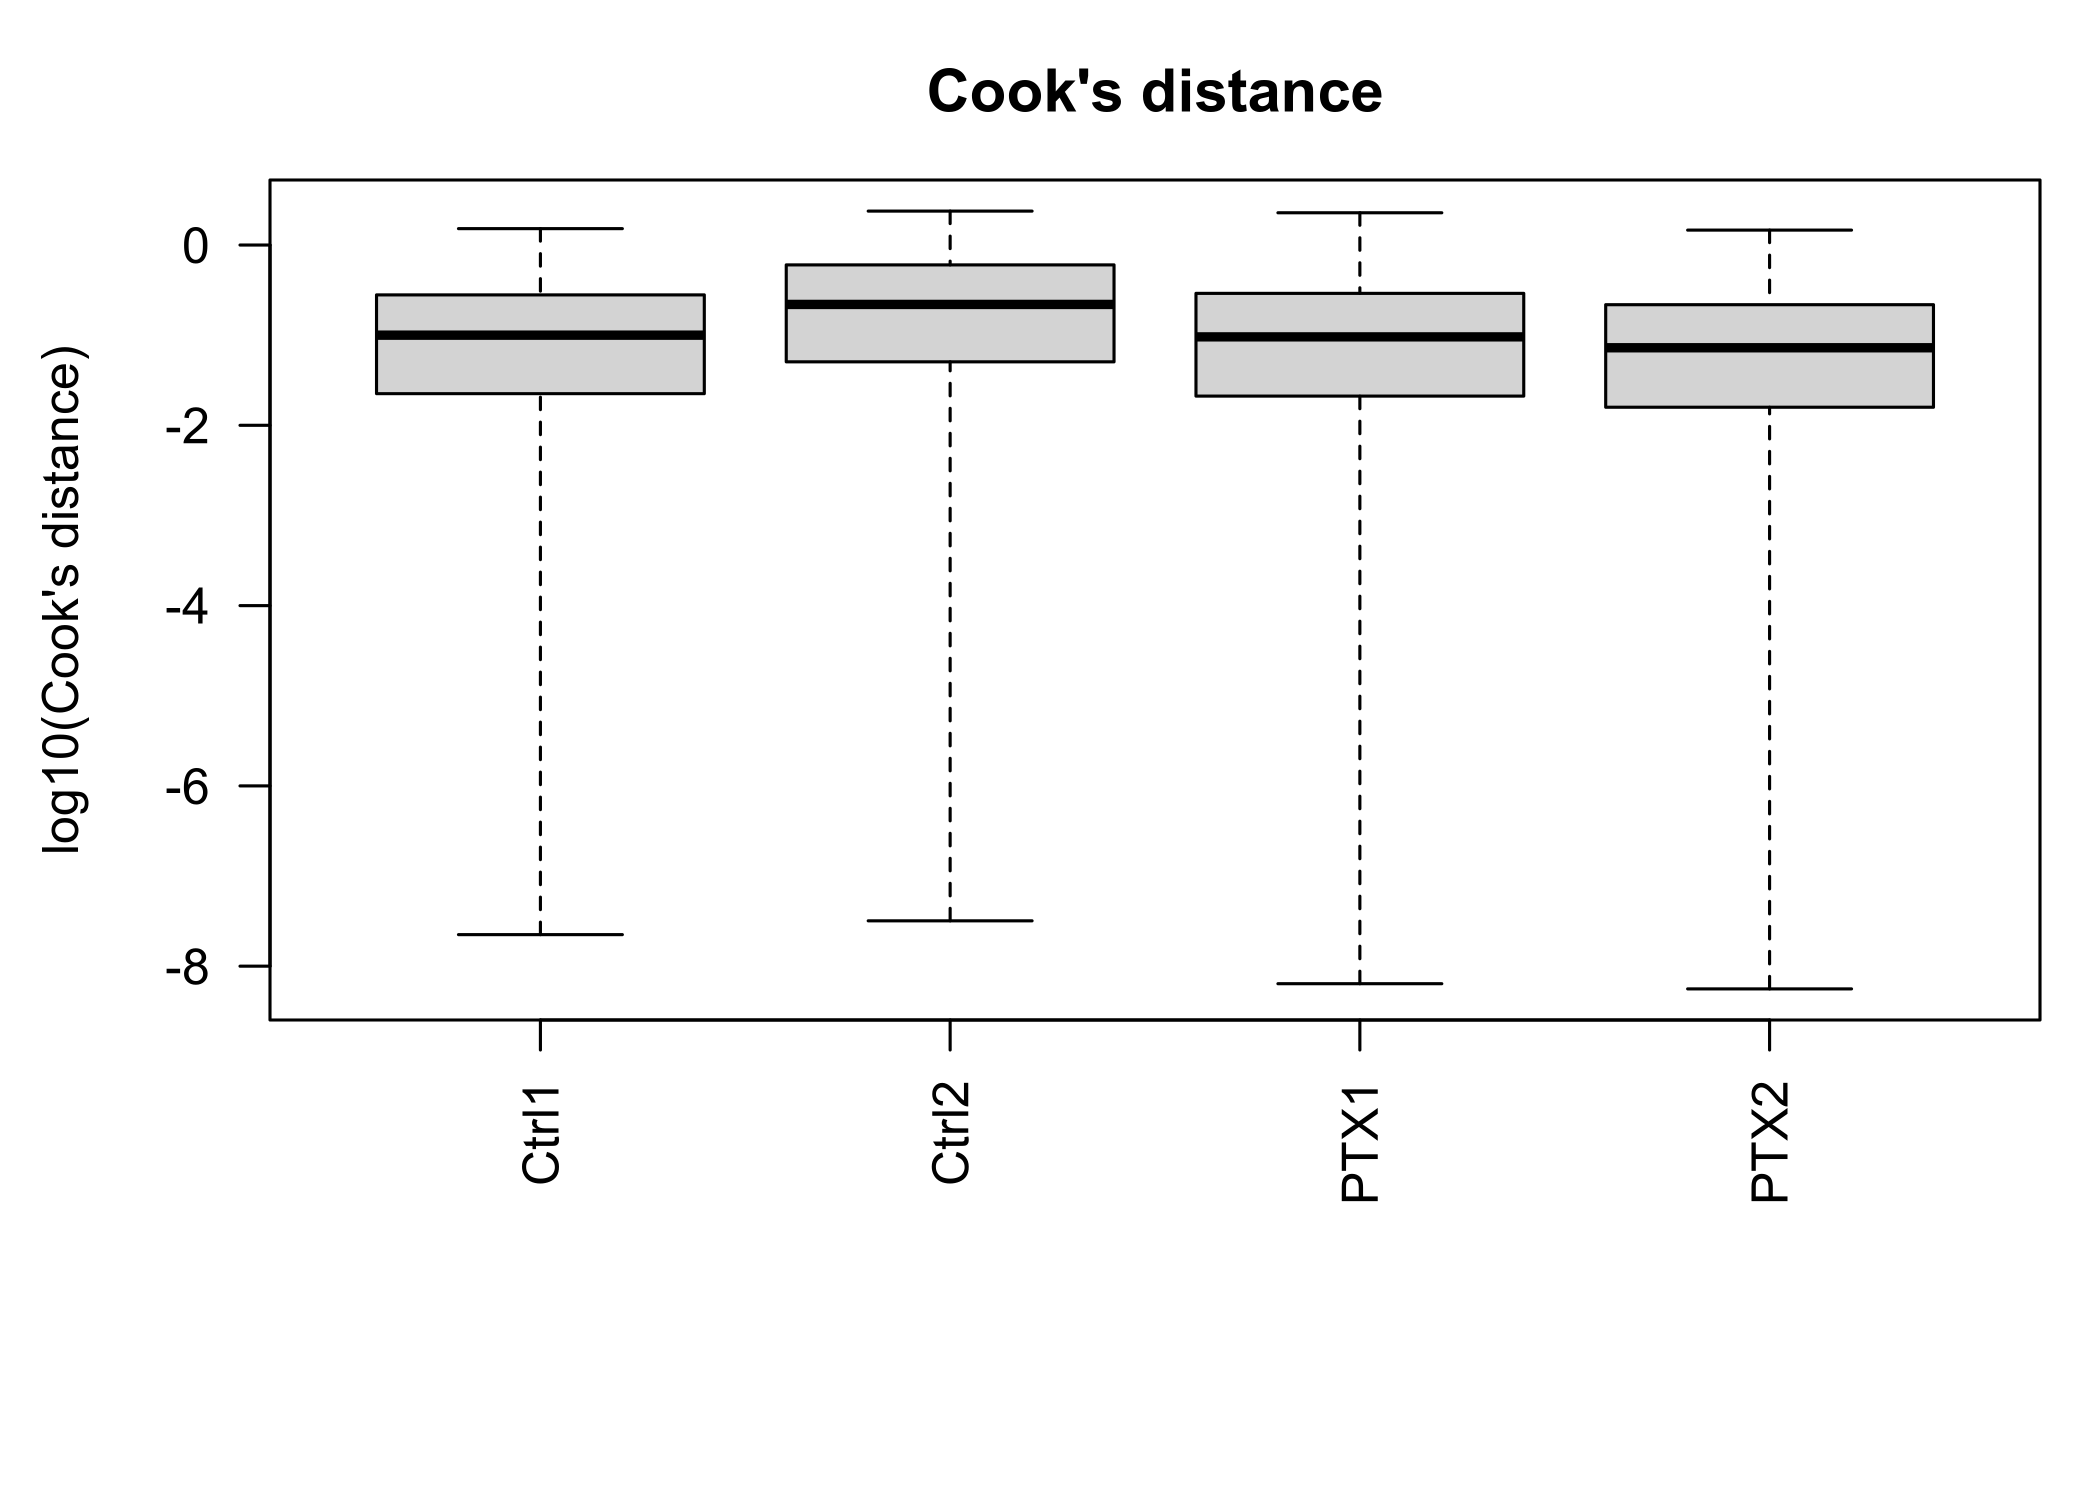 Cook's distance
log10(Cook's distance)
0
-2
-4
-6
-8
Ctrl1
Ctrl2
PTX1
PTX2